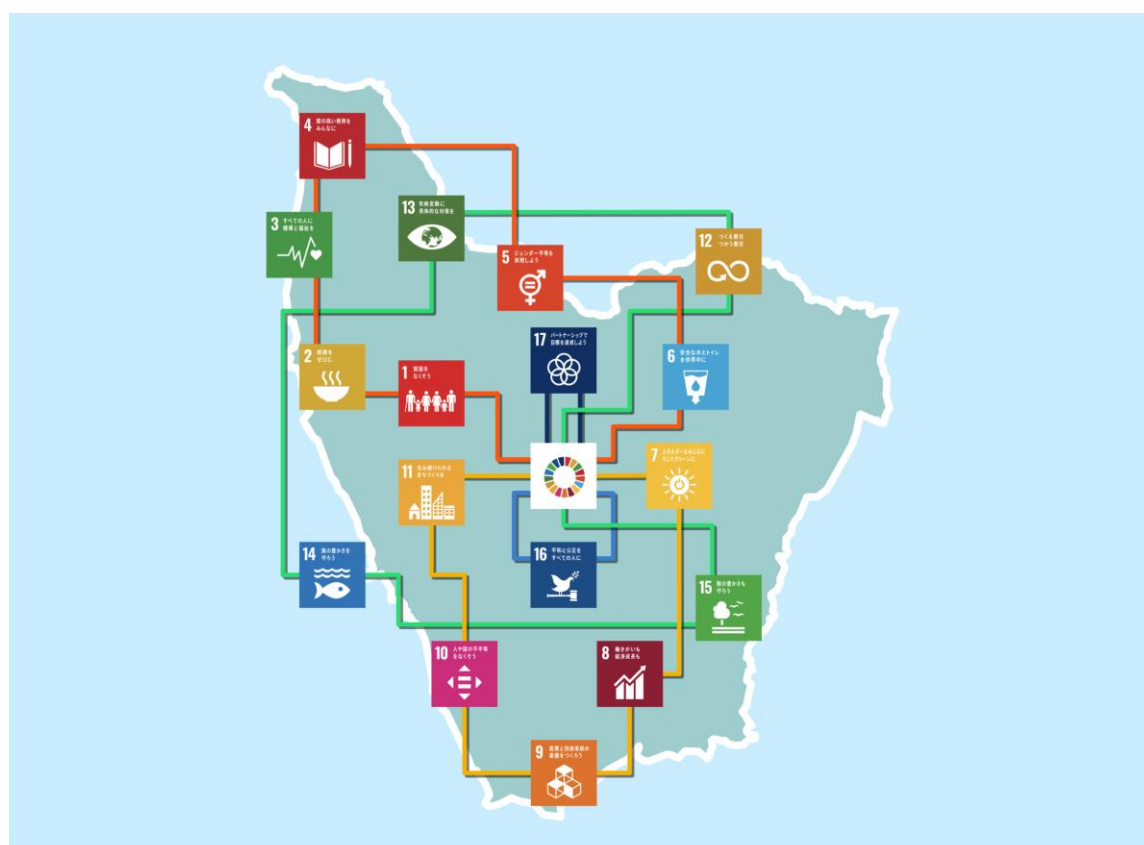 4 質の高い教育を
みんなに
13 気候変動に
具体的な対策を
3 すべての人に
健康と福祉を
12 つくる責任
つかう責任
5 ジェンダー平等を
実現しよう
17 パートナーシップで
目標を達成しよう
2 飢餓を
ゼロに
6 安全な水とトイレ
を世界中に
1 貧困を
なくそう
11 住み続けられる
まちづくりを
7 エネルギーをみんなに
そしてクリーンに
14 海の豊かさを
守ろう
16 平和と公正を
すべての人に
15 陸の豊かさも
守ろう
10 人や国の不平等
をなくそう
8 働きがいも
経済成長も
9 産業と技術革新の
基盤をつくろう